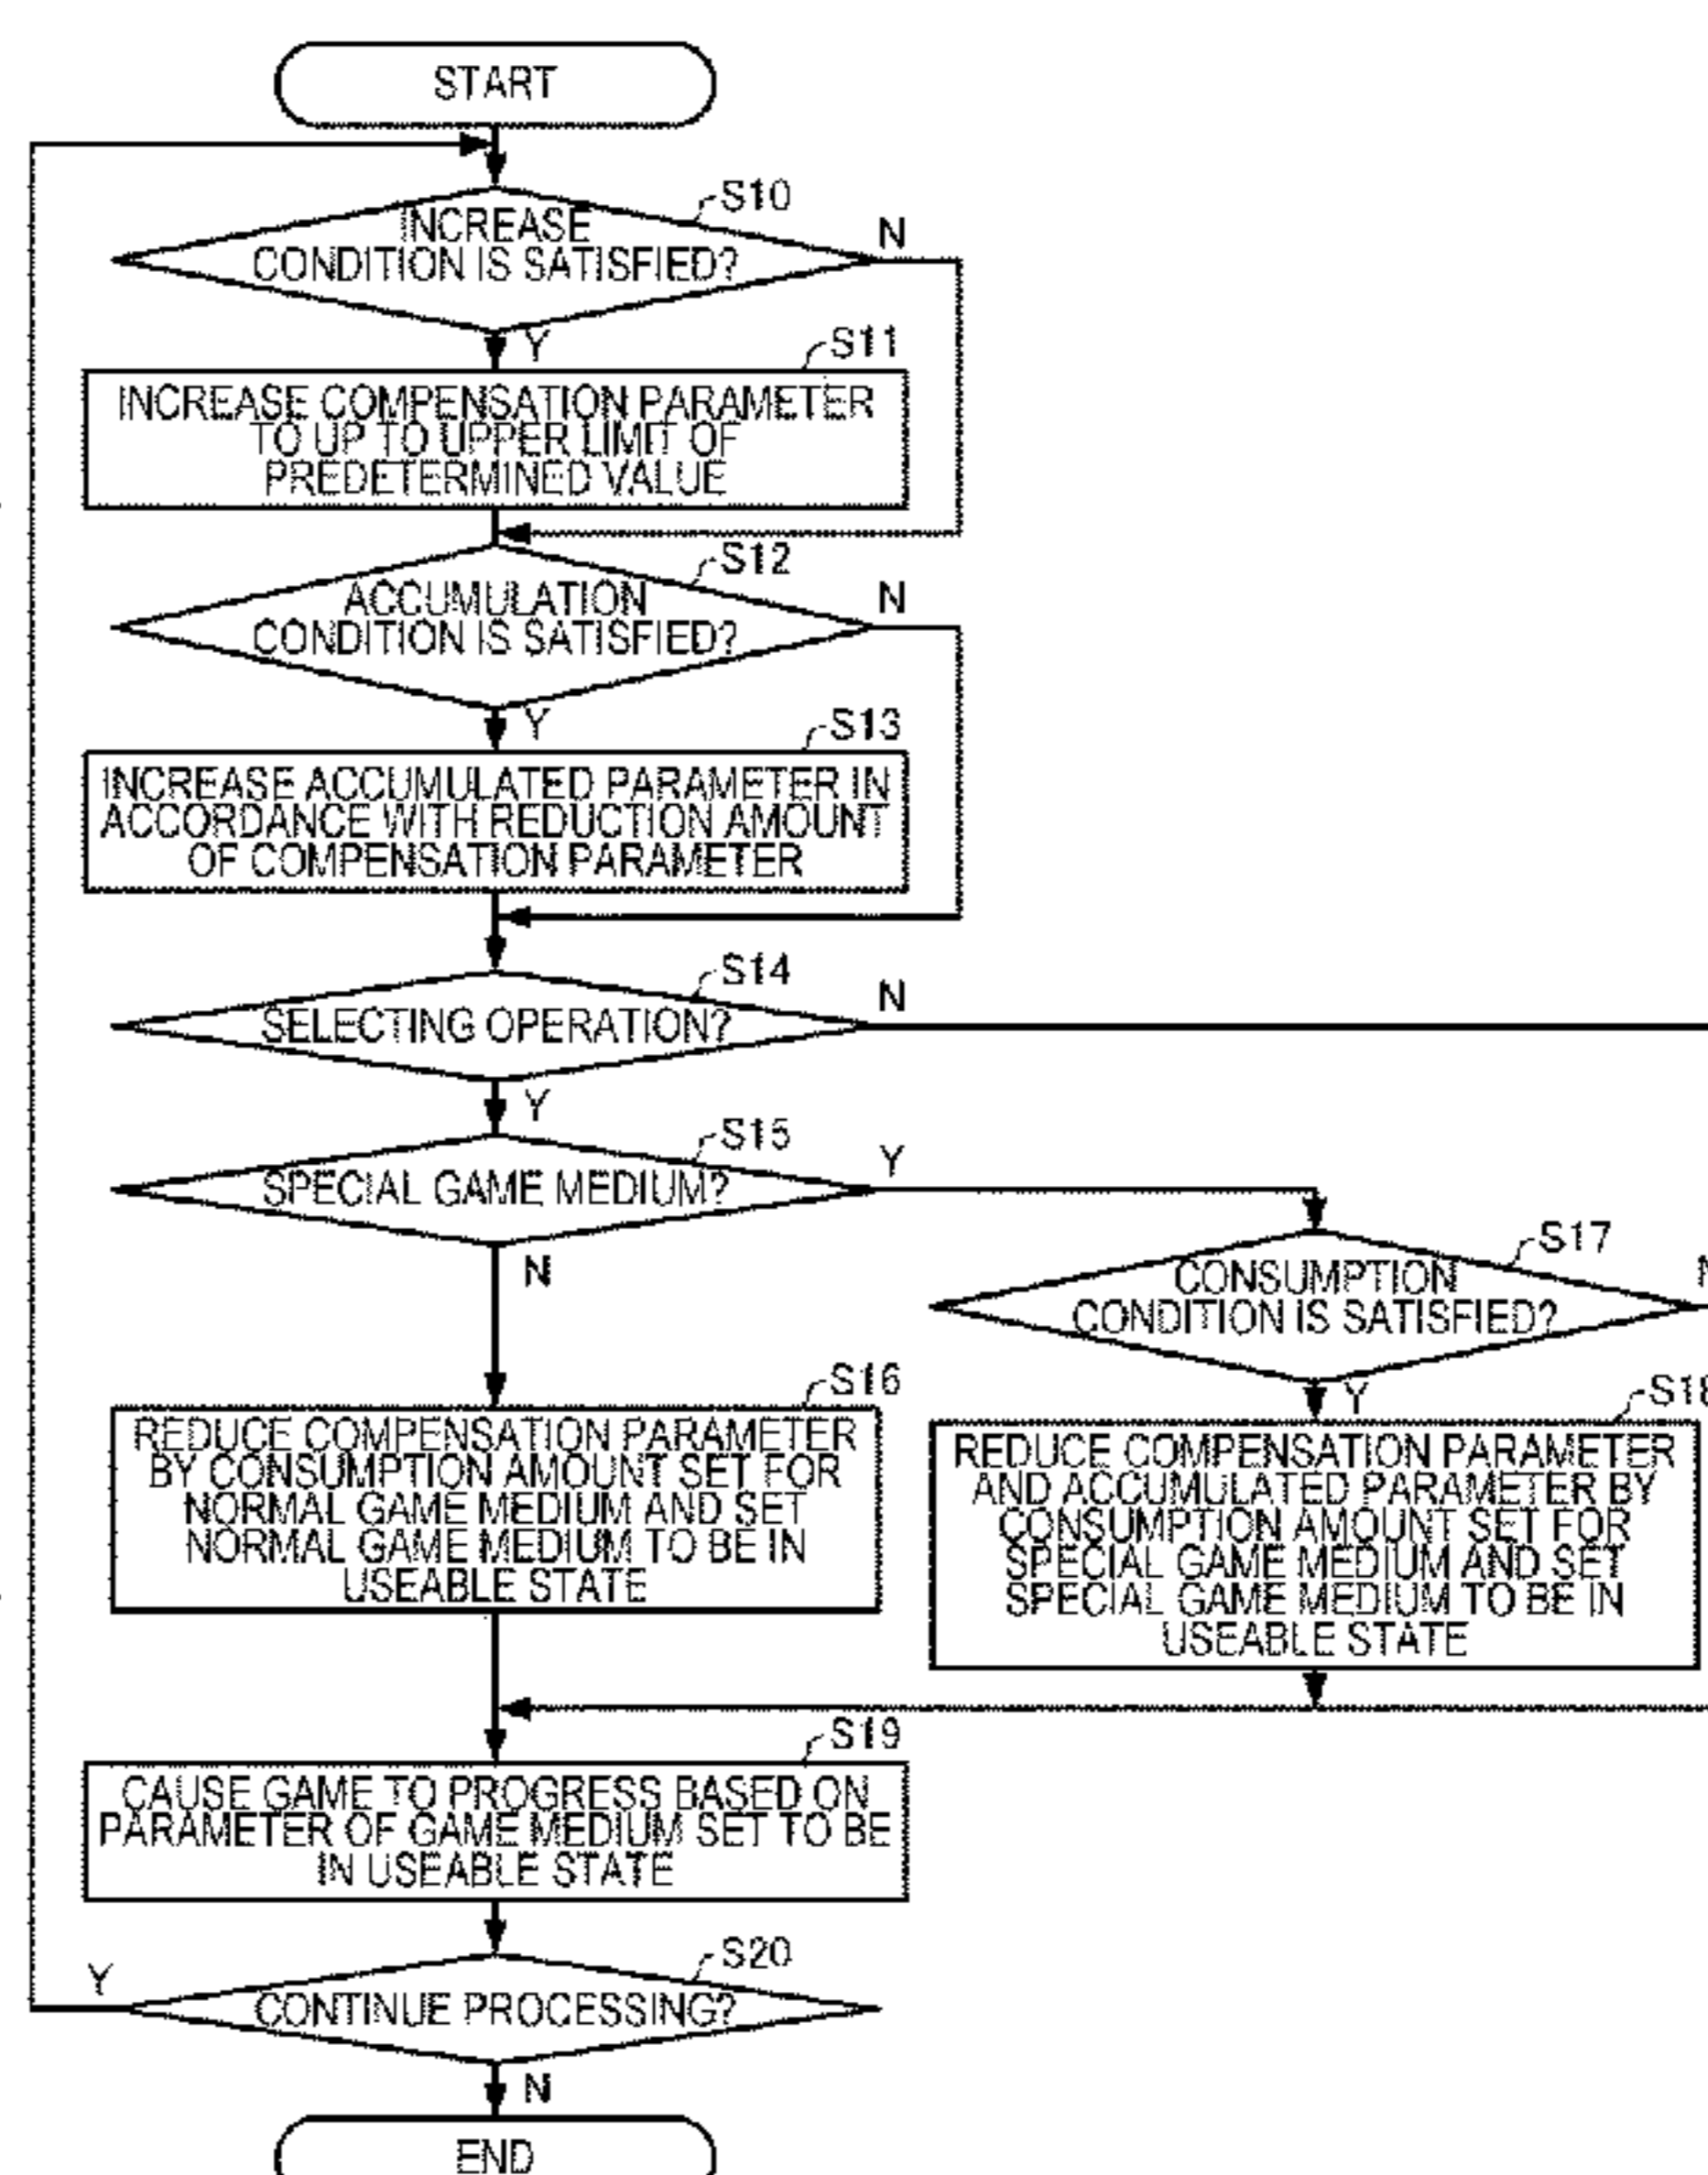 START
S10
INCREASE
CONDITION IS SATISFIED?
N
Y
S11
INCREASE COMPENSATION PARAMETER
TO UP TO UPPER LIMIT OF
PREDETERMINED VALUE
S12
ACCUMULATION
CONDITION IS SATISFIED?
N
Y
S13
INCREASE ACCUMULATED PARAMETER IN
ACCORDANCE WITH REDUCTION AMOUNT
OF COMPENSATION PARAMETER
S14
SELECTING OPERATION?
N
Y
S15
SPECIAL GAME MEDIUM?
Y
N
S17
CONSUMPTION
CONDITION IS SATISFIED?
Y
S16
REDUCE COMPENSATION PARAMETER
BY CONSUMPTION AMOUNT SET FOR
NORMAL GAME MEDIUM AND SET
NORMAL GAME MEDIUM TO BE IN
USEABLE STATE
S18
REDUCE COMPENSATION PARAMETER
AND ACCUMULATED PARAMETER BY
CONSUMPTION AMOUNT SET FOR
SPECIAL GAME MEDIUM AND SET
SPECIAL GAME MEDIUM TO BE IN
USEABLE STATE
S19
CAUSE GAME TO PROGRESS BASED ON
PARAMETER OF GAME MEDIUM SET TO BE
IN USEABLE STATE
S20
CONTINUE PROCESSING?
Y
N
END